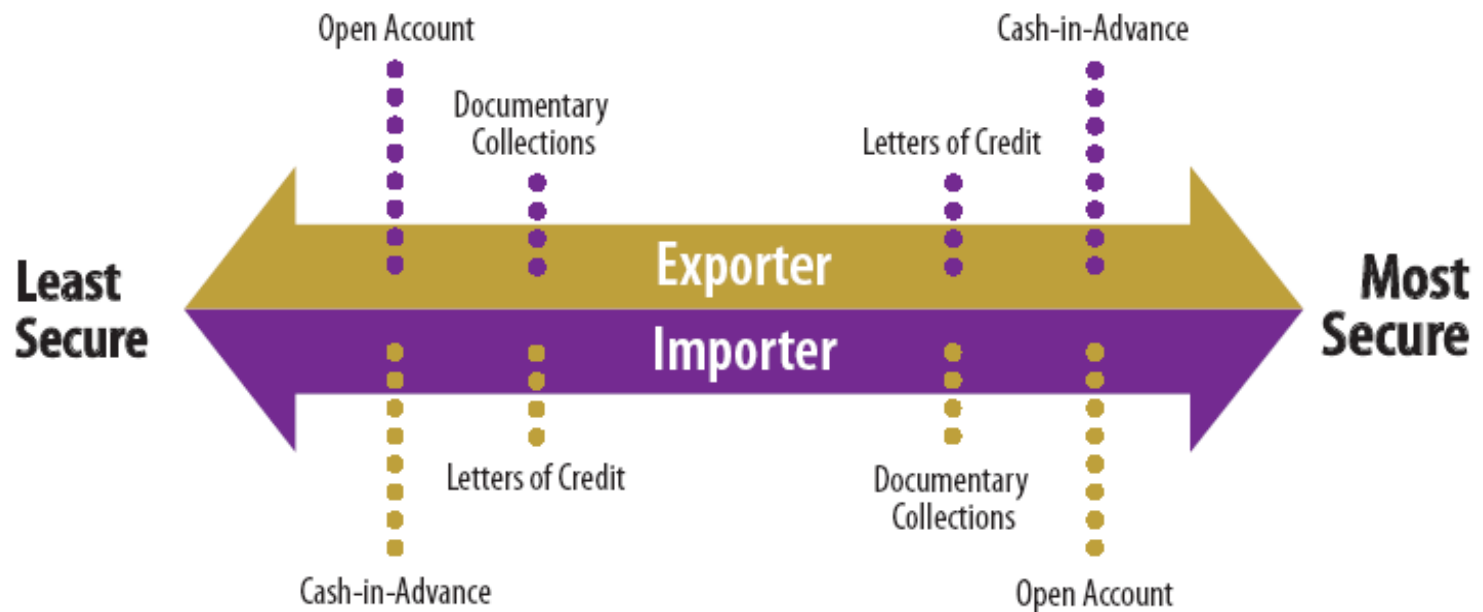 Open Account
Cash-in-Advance
Documentary
Collections
Letters of Credit
Exporter
Least
Secure
Most
Secure
Importer
Letters of Credit
Documentary
Collections
Cash-in-Advance
Open Account